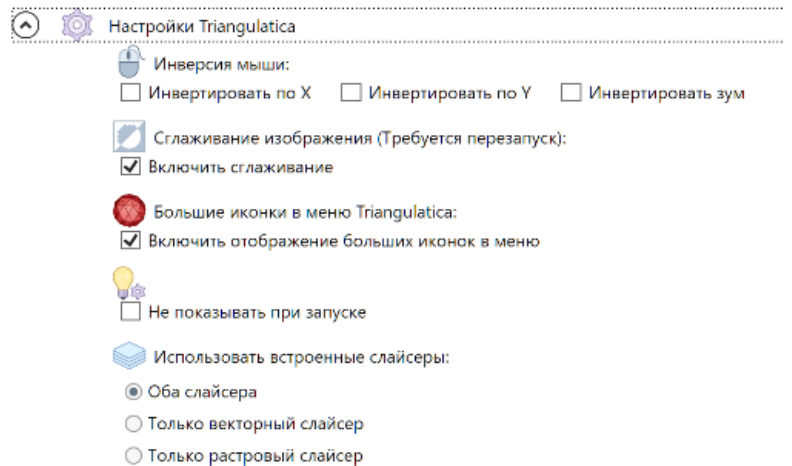 Настройки Triangulatica
Инверсия мыши:
Инвертировать по X Инвертировать по Y Инвертировать зум
Сглаживание изображения (Требуется перезапуск):
Включить сглаживание
Большие иконки в меню Triangulatica:
Включить отображение больших иконок в меню
Не показывать при запуске
Использовать встроенные слайсеры:
Оба слайсера
Только векторный слайсер
Только растровый слайсер